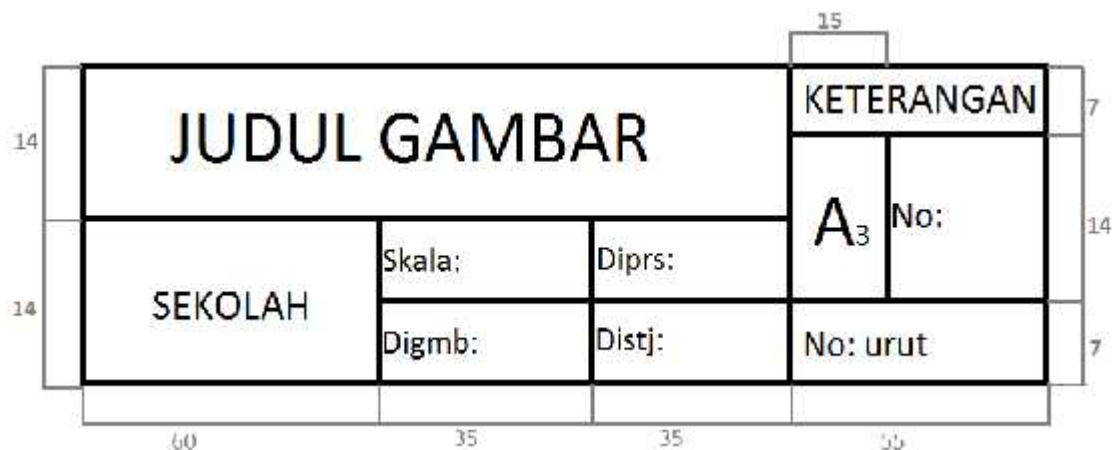 15
JUDUL GAMBAR
KETERANGAN
14
7
A3
No:
14
SEKOLAH
Skala:
Diprs:
14
Digmb:
Distj:
No: urut
7
60
35
35
55